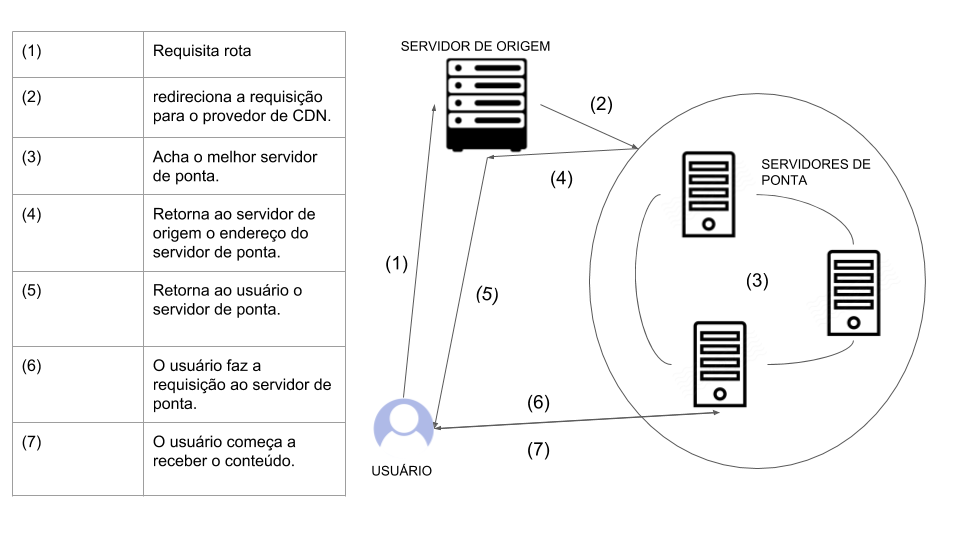 (1) Requisita rota
(2) redireciona a requisição
para o provedor de CDN.
(3) Acha o melhor servidor
de ponta.
(4) Retorna ao servidor de
origem o endereço do
servidor de ponta.
(5) Retorna ao usuário o
servidor de ponta.
(6) O usuário faz a
requisição ao servidor de
ponta.
(7) O usuário começa a
receber o conteúdo.
SERVIDOR DE ORIGEM
(2)
SERVIDORES DE
PONTA
(4)
(1)
(3)
(5)
(6)
(7)
USUÁRIO